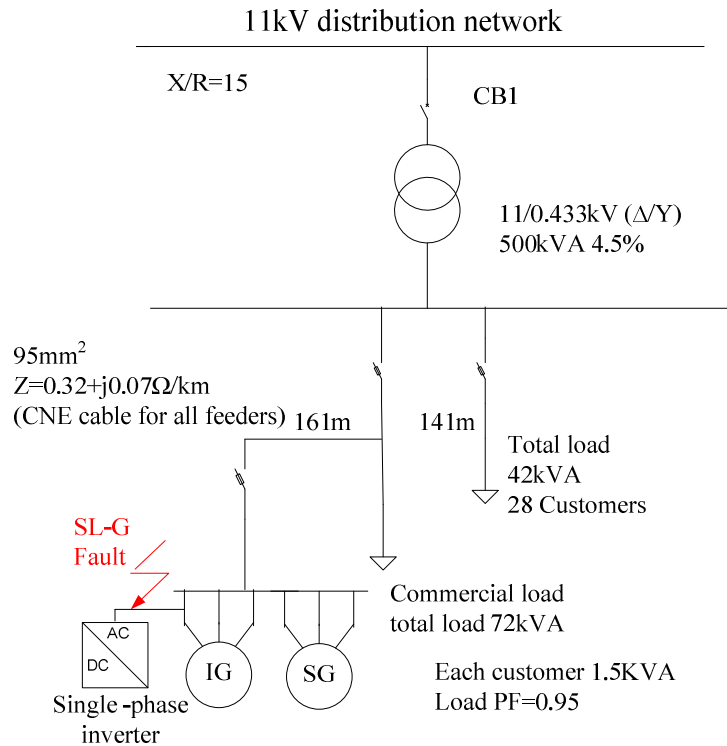 11kV distribution network
X/R=15
CB1
11/0.433kV (Δ/Y)
500kVA 4.5%
95mm²
Z=0.32+j0.07Ω/km
(CNE cable for all feeders)
161m
141m
Total load
42kVA
28 Customers
SL-G
Fault
Commercial load
total load 72kVA
AC
DC
IG
SG
Each customer 1.5KVA
Load PF=0.95
Single -phase
inverter